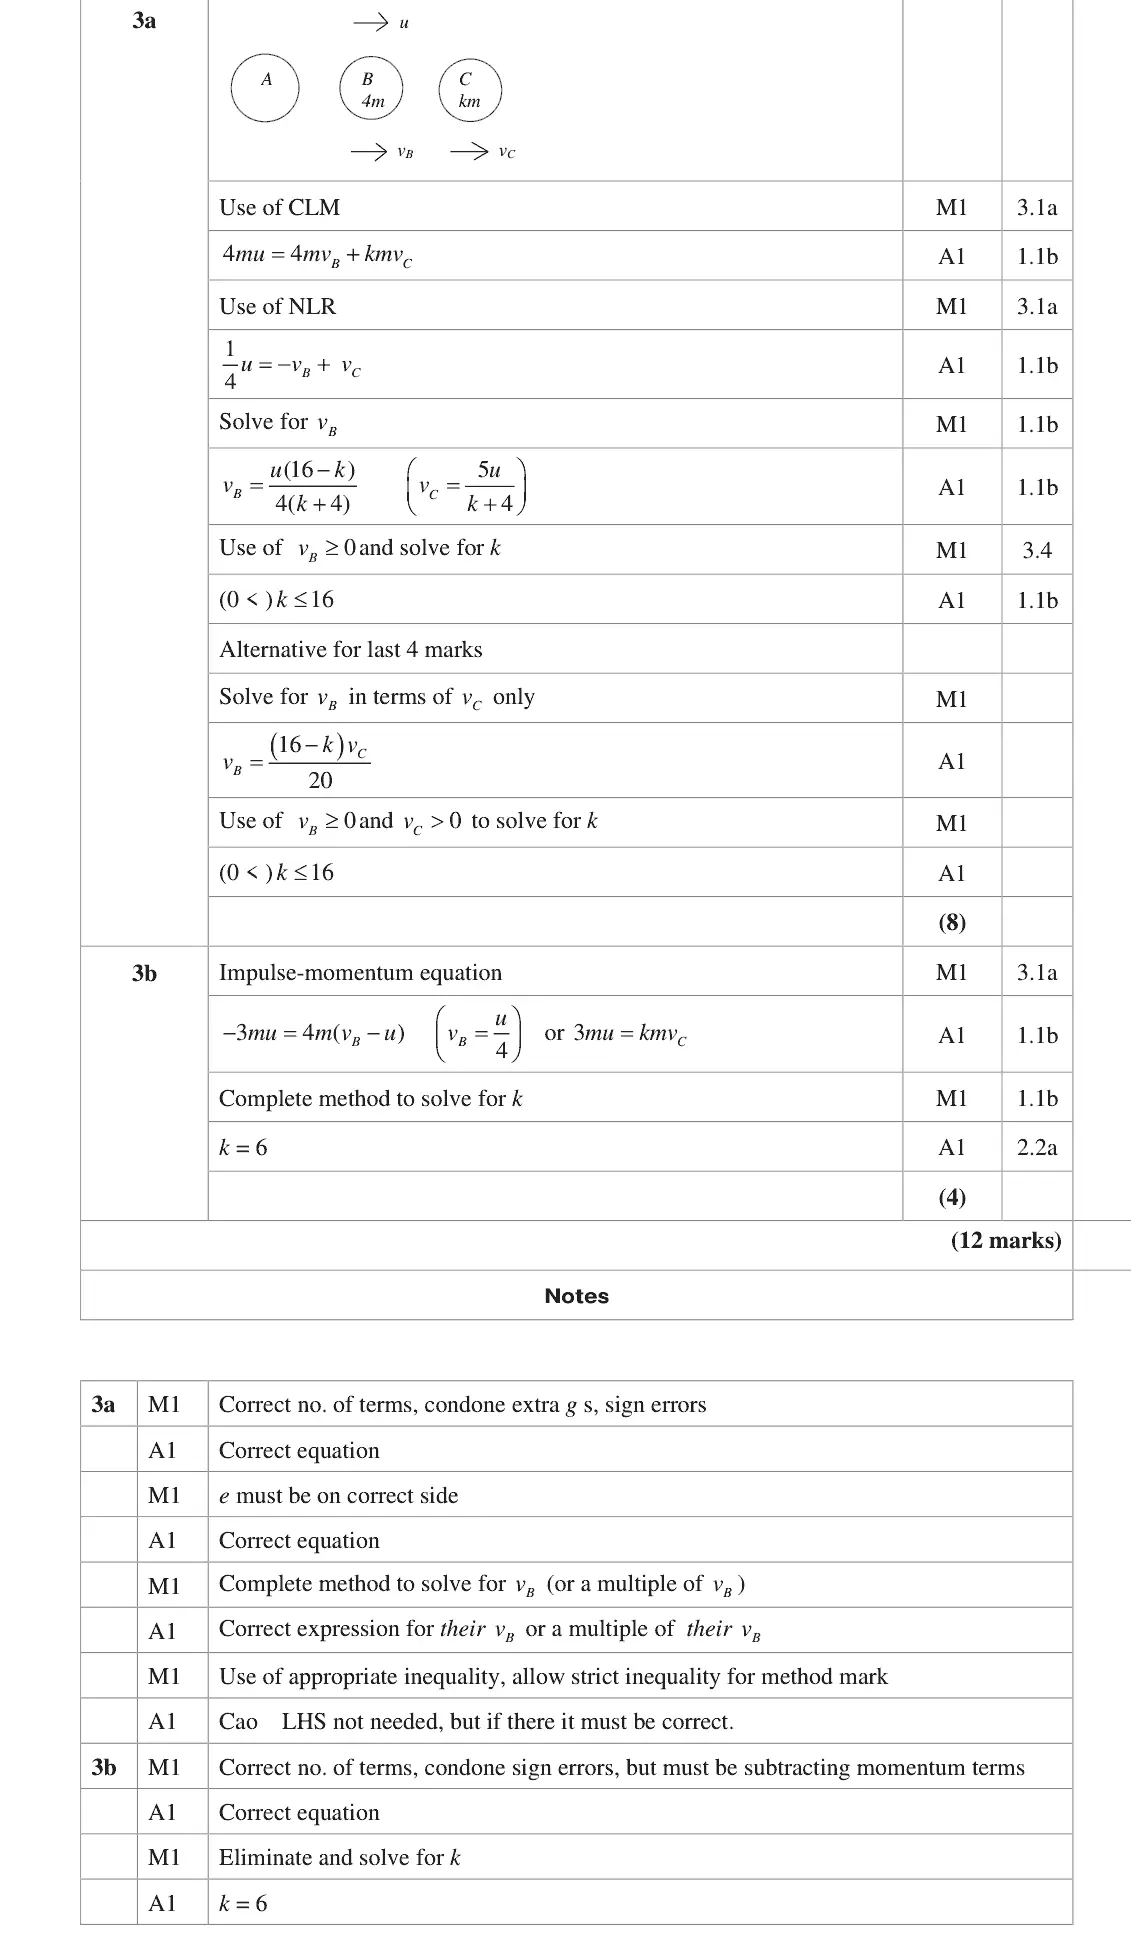 3a
→ u
A B C
4m km
→ v_B → v_C
Use of CLM M1 3.1a
4mu = 4mv_B + kmv_C A1 1.1b
Use of NLR M1 3.1a
1/4 u = −v_B + v_C A1 1.1b
Solve for v_B M1 1.1b
v_B = u(16 − k)/4(k + 4) (v_C = 5u/k + 4) A1 1.1b
Use of v_B ≥ 0 and solve for k M1 3.4
(0 < ) k ≤ 16 A1 1.1b
Alternative for last 4 marks
Solve for v_B in terms of v_C only M1
v_B = (16 − k)v_C/20 A1
Use of v_B ≥ 0 and v_C > 0 to solve for k M1
(0 < ) k ≤ 16 A1
(8)
3b Impulse-momentum equation M1 3.1a
−3mu = 4m(v_B − u) (v_B = u/4) or 3mu = kmv_C A1 1.1b
Complete method to solve for k M1 1.1b
k = 6 A1 2.2a
(4)
(12 marks)
Notes
3a M1 Correct no. of terms, condone extra g s, sign errors
A1 Correct equation
M1 e must be on correct side
A1 Correct equation
M1 Complete method to solve for v_B (or a multiple of v_B )
A1 Correct expression for their v_B or a multiple of their v_B
M1 Use of appropriate inequality, allow strict inequality for method mark
A1 Cao LHS not needed, but if there it must be correct.
3b M1 Correct no. of terms, condone sign errors, but must be subtracting momentum terms
A1 Correct equation
M1 Eliminate and solve for k
A1 k = 6